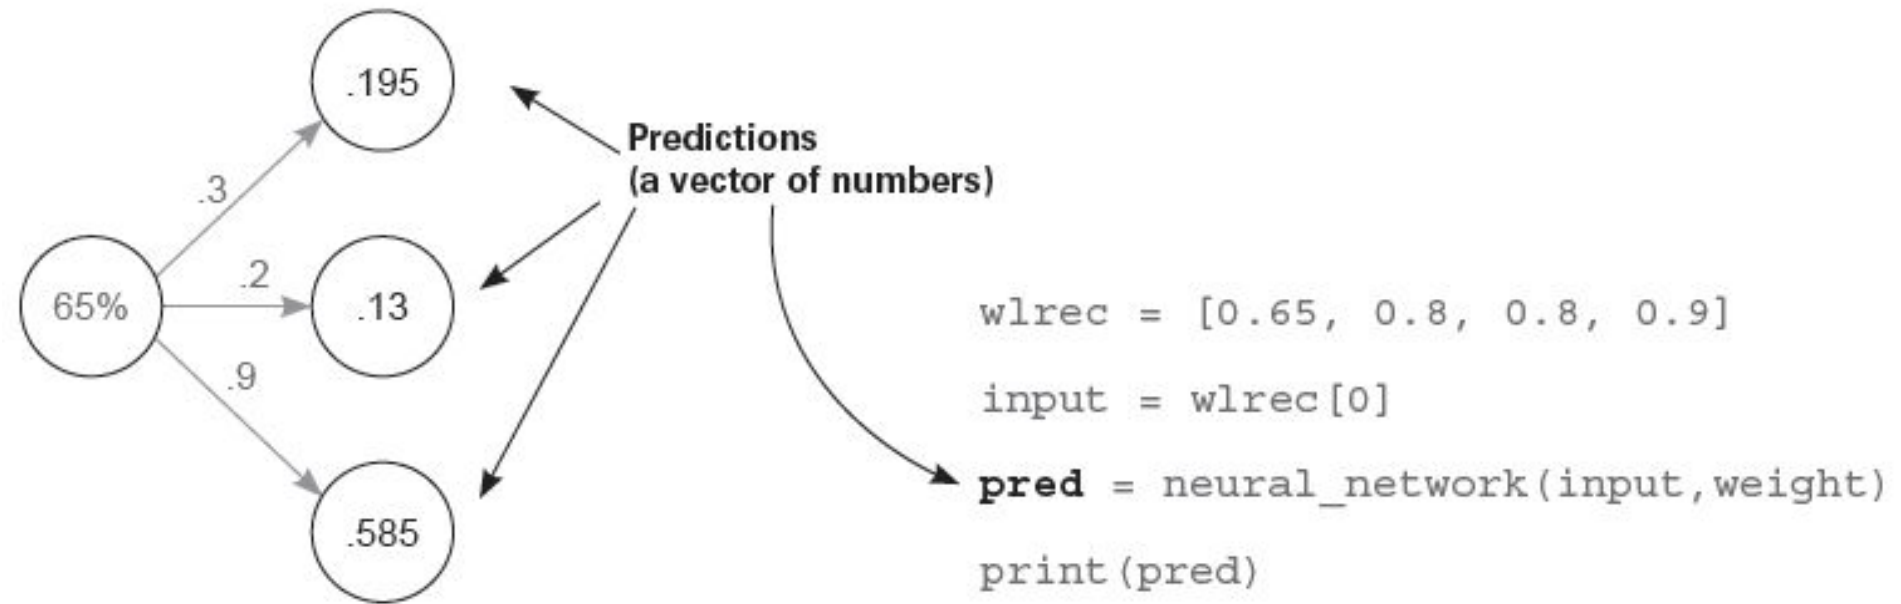 .195
Predictions
(a vector of numbers)
.3
.2
65%
.13
.9
.585
wlrec = [0.65, 0.8, 0.8, 0.9]
input = wlrec[0]
pred = neural_network(input,weight)
print(pred)